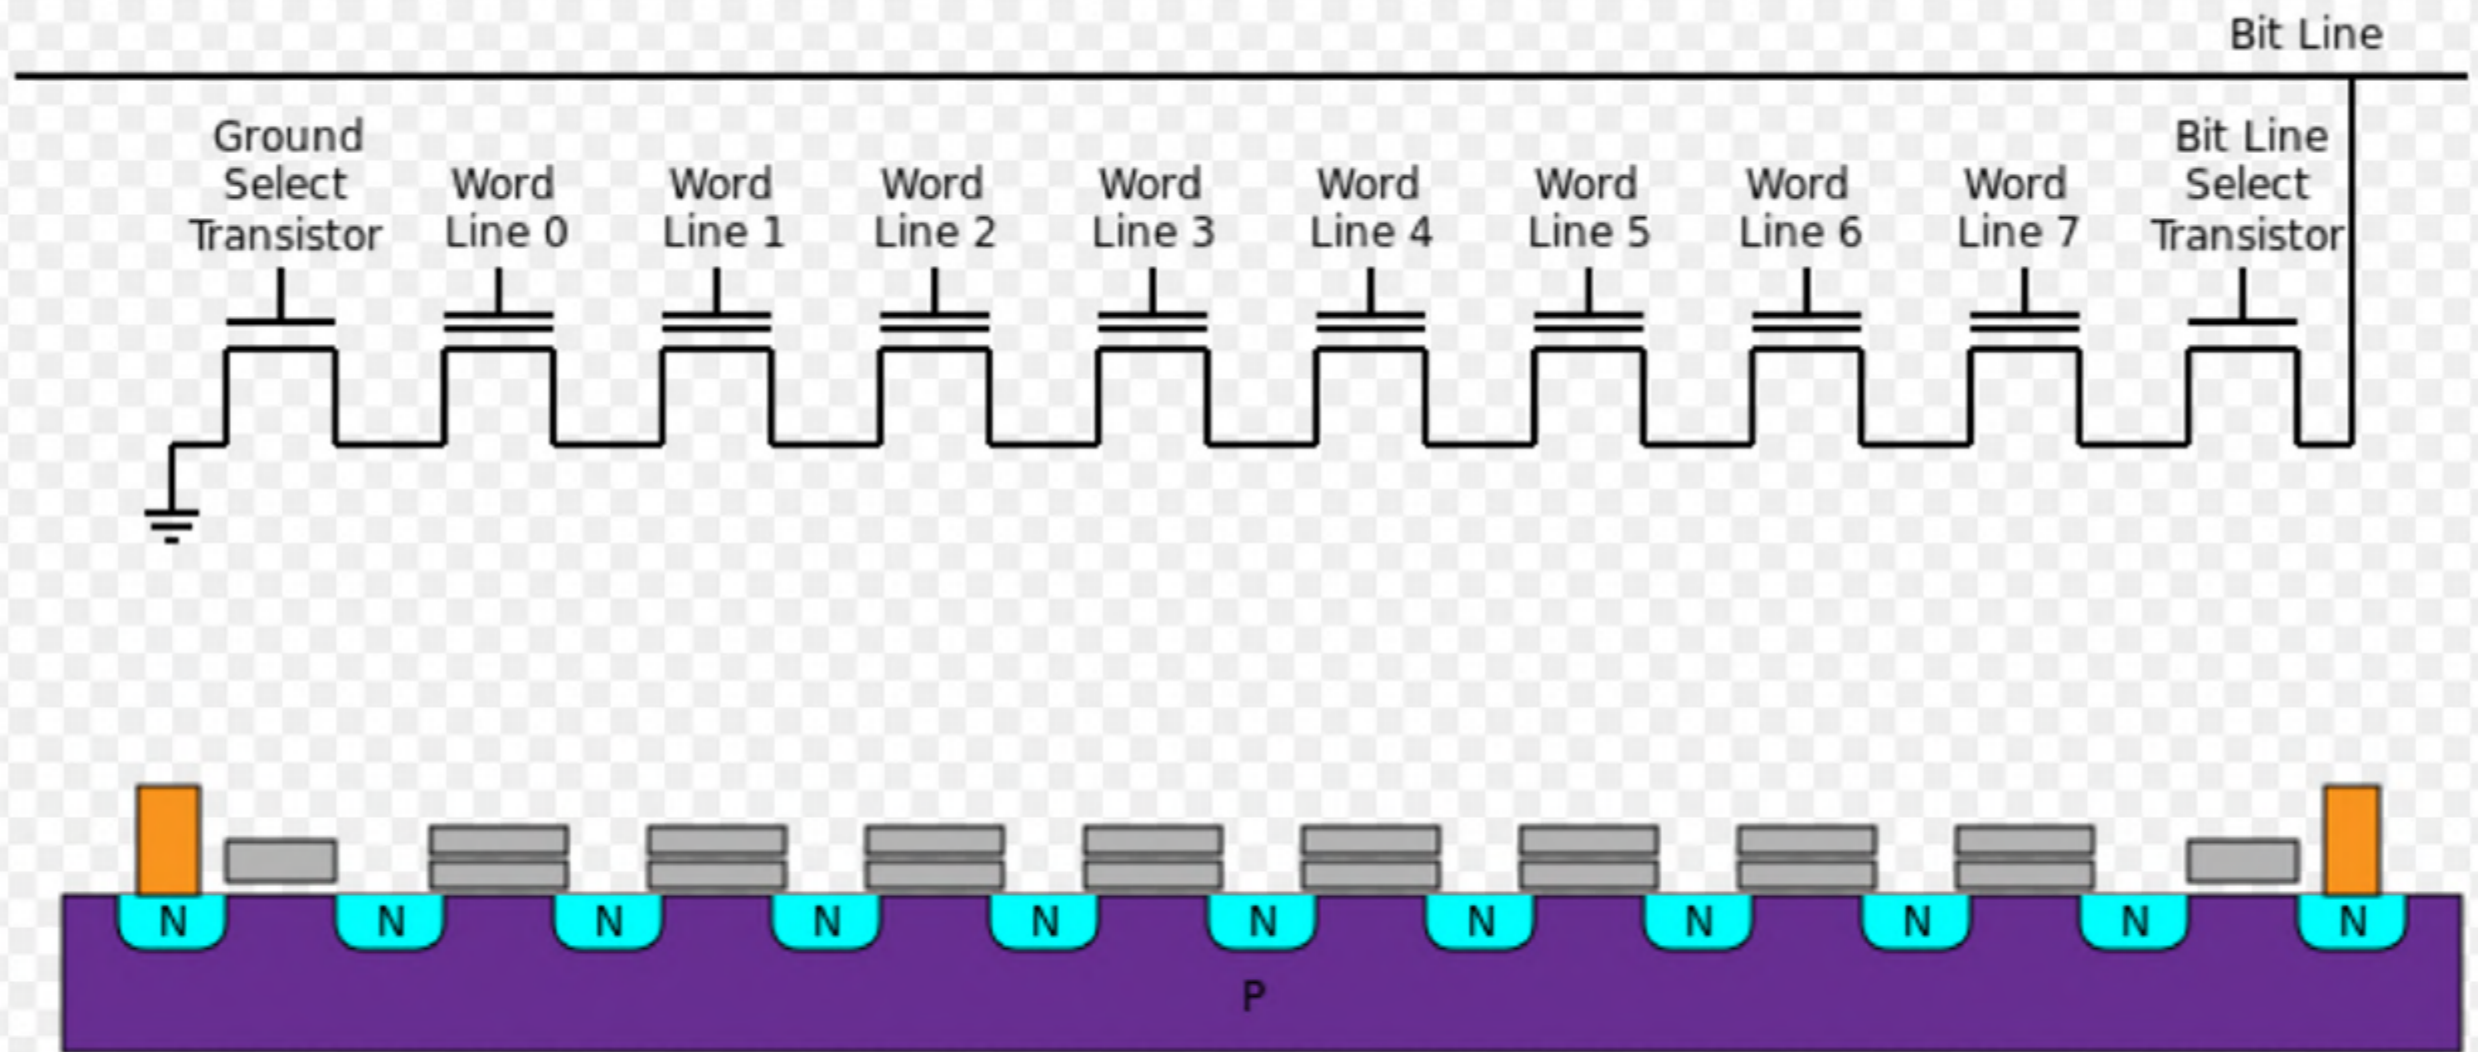 Bit Line
Ground
Select
Transistor
Word
Line 0
Word
Line 1
Word
Line 2
Word
Line 3
Word
Line 4
Word
Line 5
Word
Line 6
Word
Line 7
Bit Line
Select
Transistor
N
N
N
N
N
N
N
N
N
N
N
P